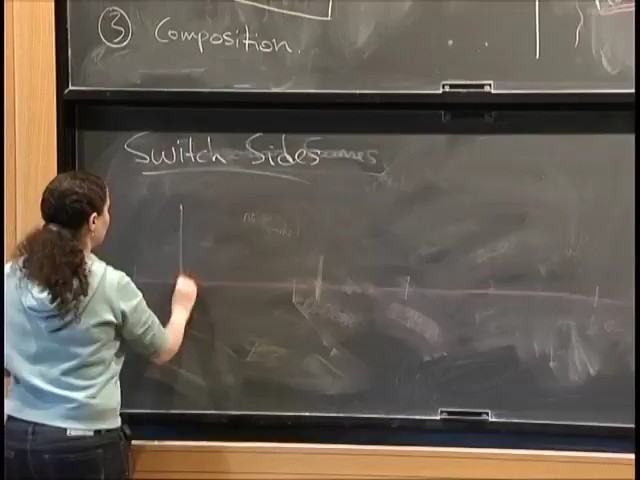 ③ Composition.
Switch Sides